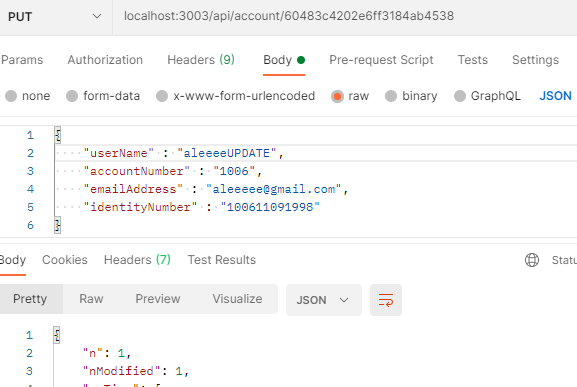 PUT localhost:3003/api/account/60483c4202e6ff3184ab4538
Params Authorization Headers (9) Body Pre-request Script Tests Settings
none form-data x-www-form-urlencoded raw binary GraphQL JSON
1 {
2 "userName" : "aleeeeUPDATE",
3 "accountNumber" : "1006",
4 "emailAddress" : "aleeeee@gmail.com",
5 "identityNumber" : "100611091998"
6 }
Body Cookies Headers (7) Test Results Statu
Pretty Raw Preview Visualize JSON
1 {
2 "n": 1,
3 "nModified": 1,